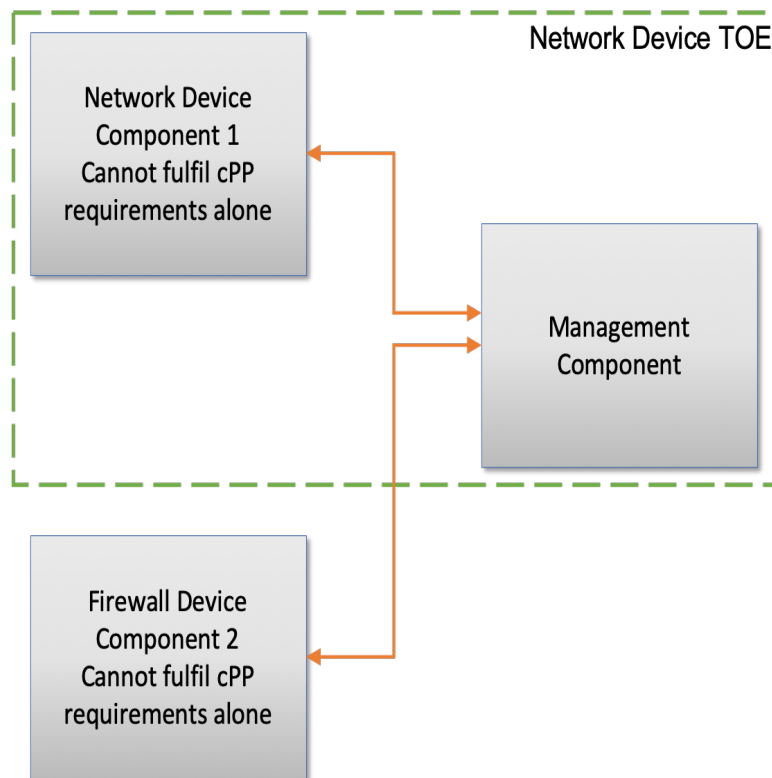 Network Device TOE
Network Device
Component 1
Cannot fulfil cPP
requirements alone
Management
Component
Firewall Device
Component 2
Cannot fulfil cPP
requirements alone